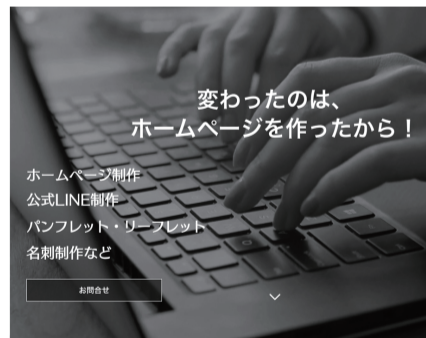 変わったのは、
ホームページを作ったから！
ホームページ制作
公式LINE制作
パンフレット・リーフレット
名刺制作など
お問合せ